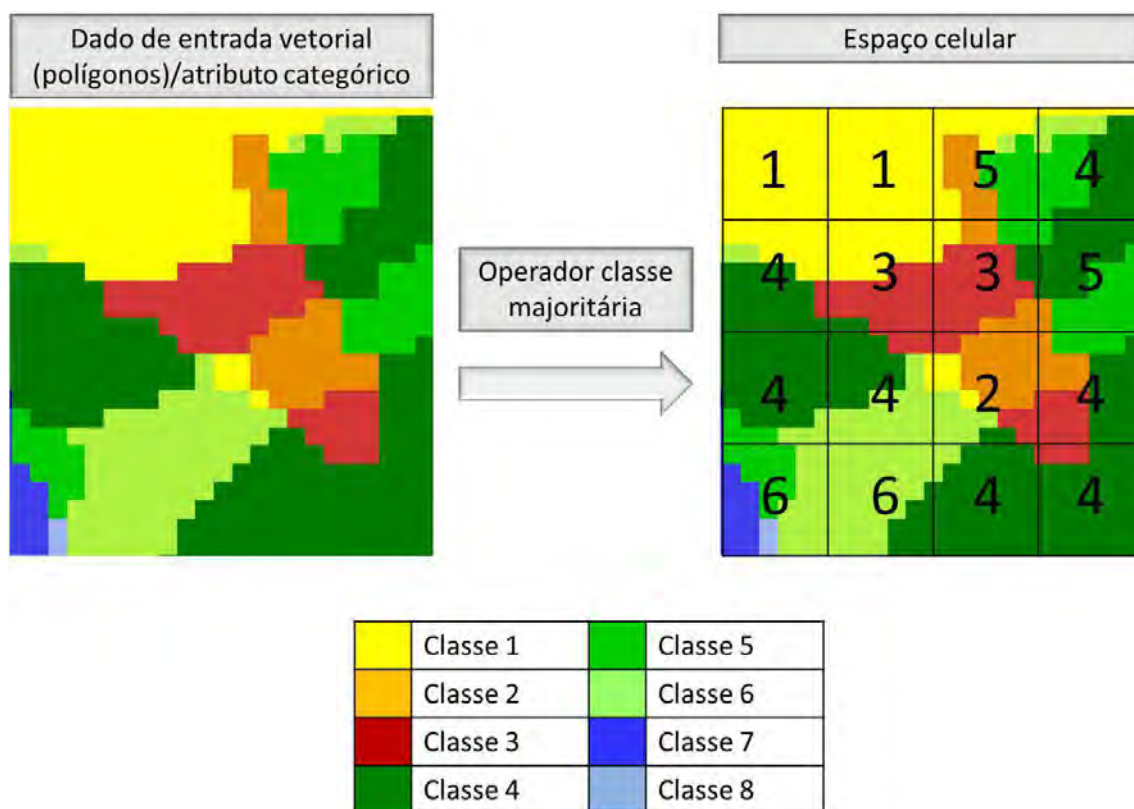 Dado de entrada vetorial
(polígonos)/atributo categórico
Espaço celular
Operador classe
majoritária
1 1 5 4
4 3 3 5
4 4 2 4
6 6 4 4
Classe 1 Classe 5
Classe 2 Classe 6
Classe 3 Classe 7
Classe 4 Classe 8